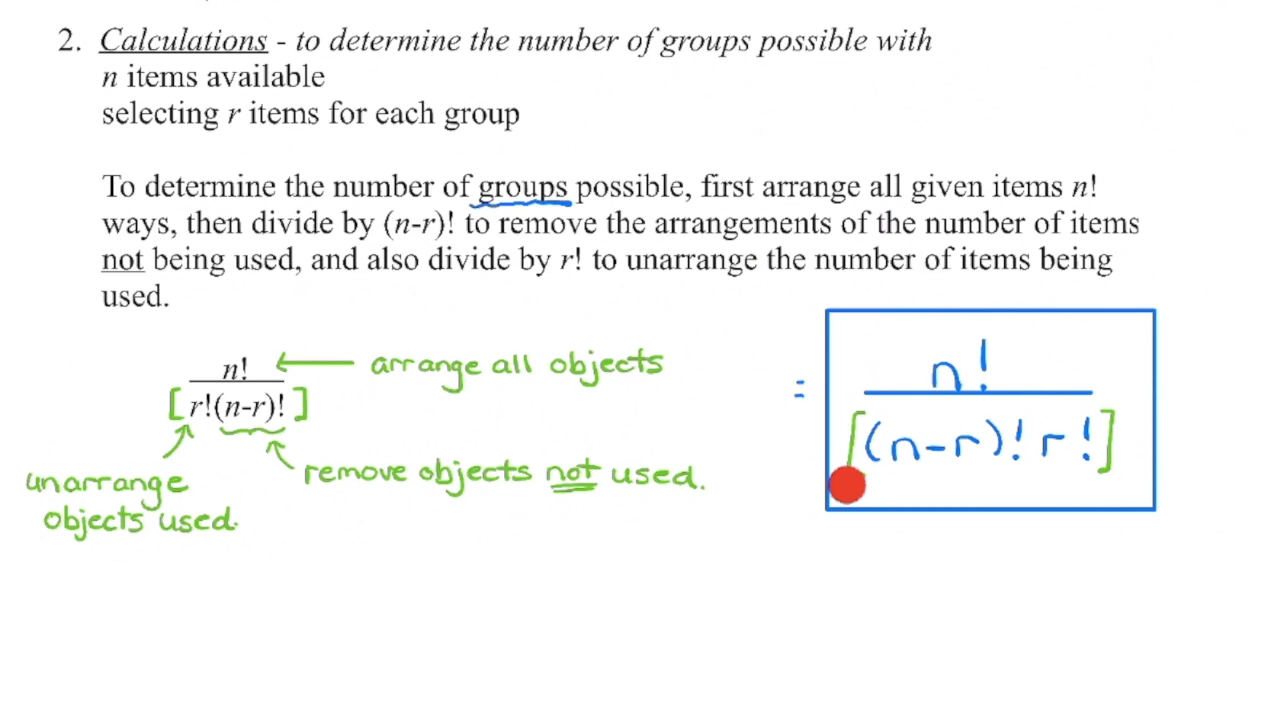 2. Calculations - to determine the number of groups possible with
n items available
selecting r items for each group
To determine the number of groups possible, first arrange all given items n!
ways, then divide by (n-r)! to remove the arrangements of the number of items
not being used, and also divide by r! to unarrange the number of items being
used.
n!
[r!(n-r)!]
arrange all objects
unarrange
objects used.
remove objects not used.
=
n!
[(n-r)!r!]